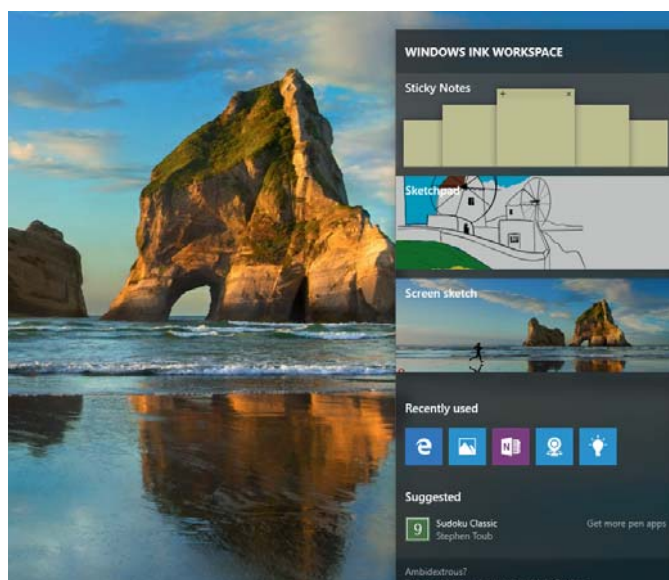 WINDOWS INK WORKSPACE
Sticky Notes
Sketchpad
Screen sketch
Recently used
Suggested
9
Sudoku Classic
Stephen Toub
Get more pen apps
Ambidextrous?